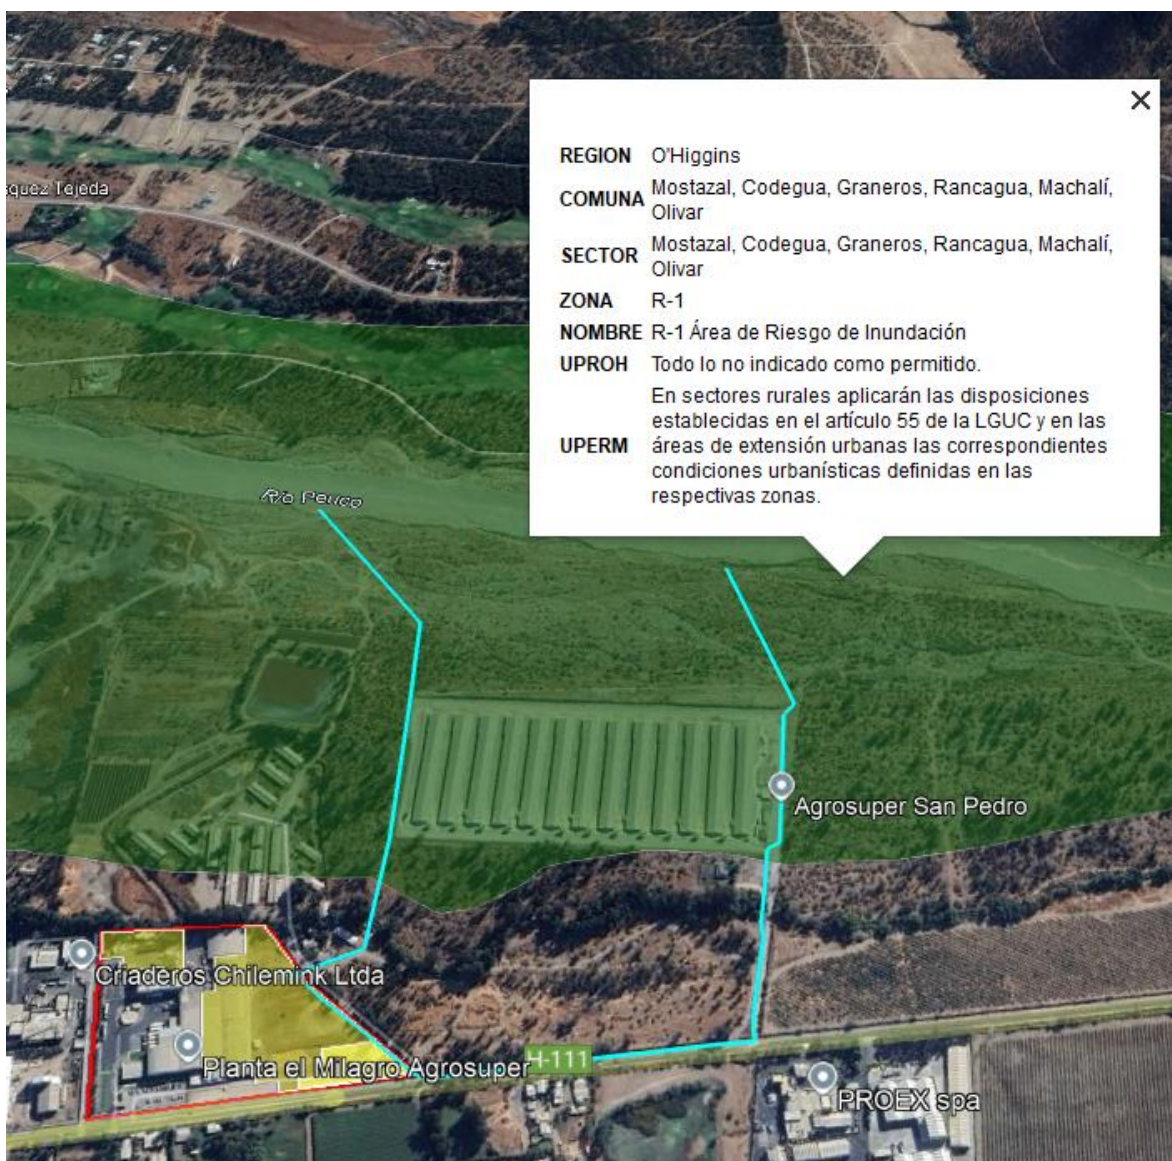 squez Tejeda
REGION O'Higgins
COMUNA Mostazal, Codegua, Graneros, Rancagua, Machalí,
Olivar
SECTOR Mostazal, Codegua, Graneros, Rancagua, Machalí,
Olivar
ZONA R-1
NOMBRE R-1 Área de Riesgo de Inundación
UPROH Todo lo no indicado como permitido.
En sectores rurales aplicarán las disposiciones
establecidas en el artículo 55 de la LGUC y en las
UPERM áreas de extensión urbanas las correspondientes
condiciones urbanísticas definidas en las
respectivas zonas.
Río Peuco
Agrosuper San Pedro
Criaderos Chilemink Ltda
Planta el Milagro Agrosuper
H-111
PROEX spa